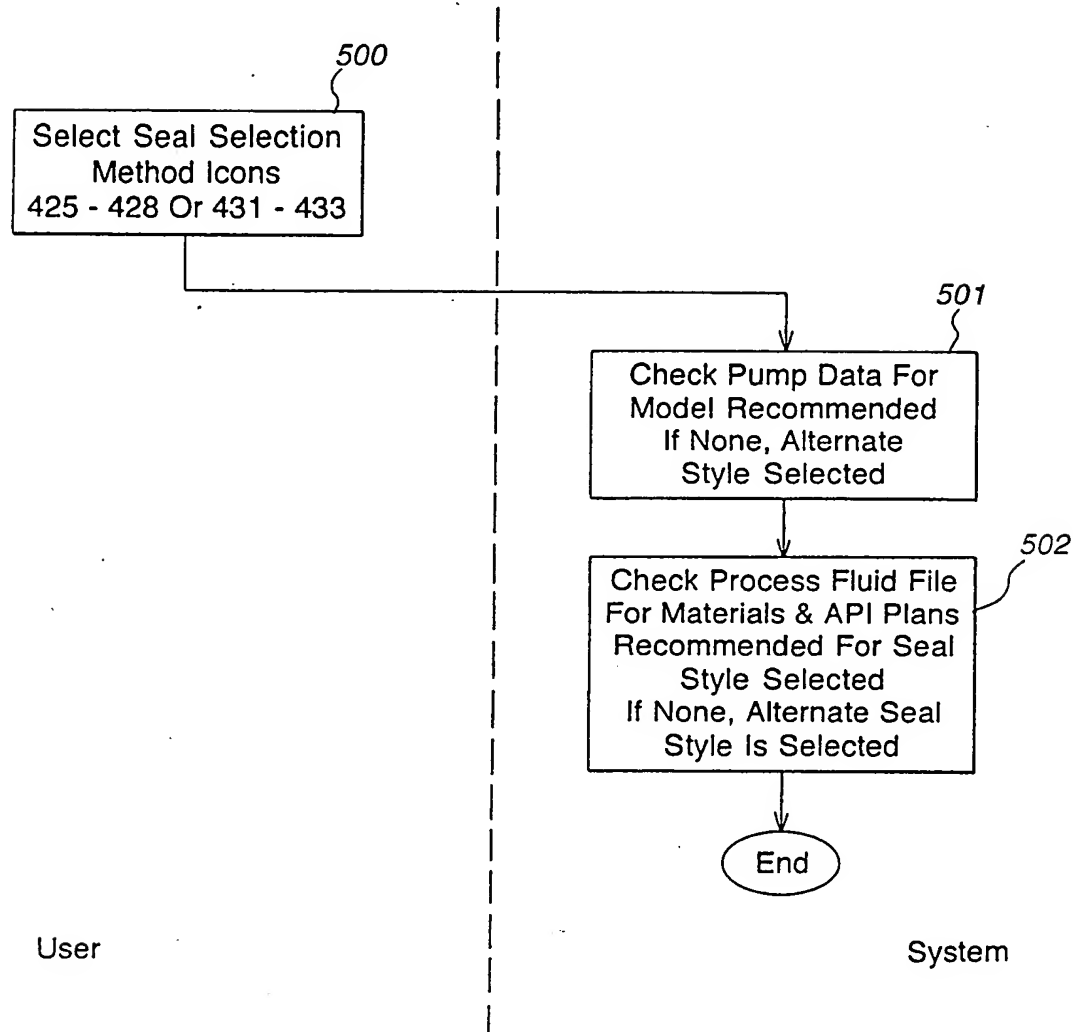 500
Select Seal Selection
Method Icons
425 - 428 Or 431 - 433
501
Check Pump Data For
Model Recommended
If None, Alternate
Style Selected
502
Check Process Fluid File
For Materials & API Plans
Recommended For Seal
Style Selected
If None, Alternate Seal
Style Is Selected
End
User
System